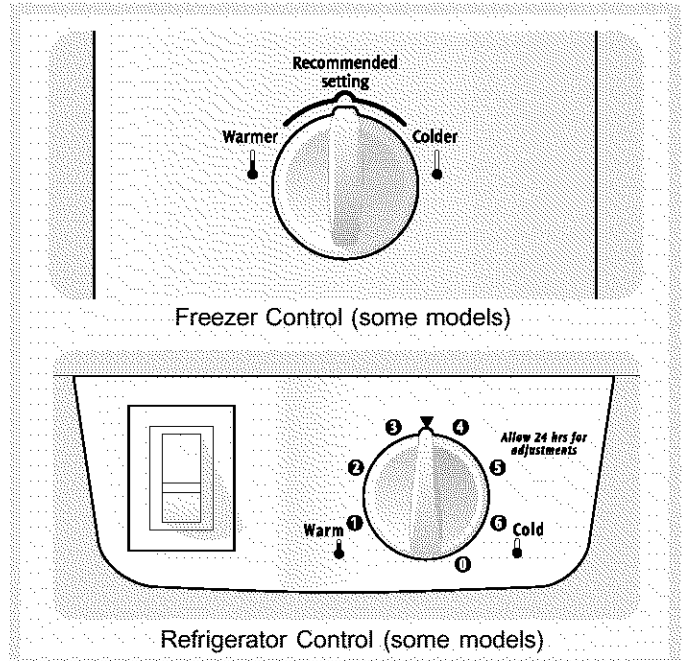 Recommended
setting
Warmer
Colder
Freezer Control (some models)
3
4
Allow 24 hrs for
adjustments
2
5
Warm
1
6
Cold
0
Refrigerator Control (some models)